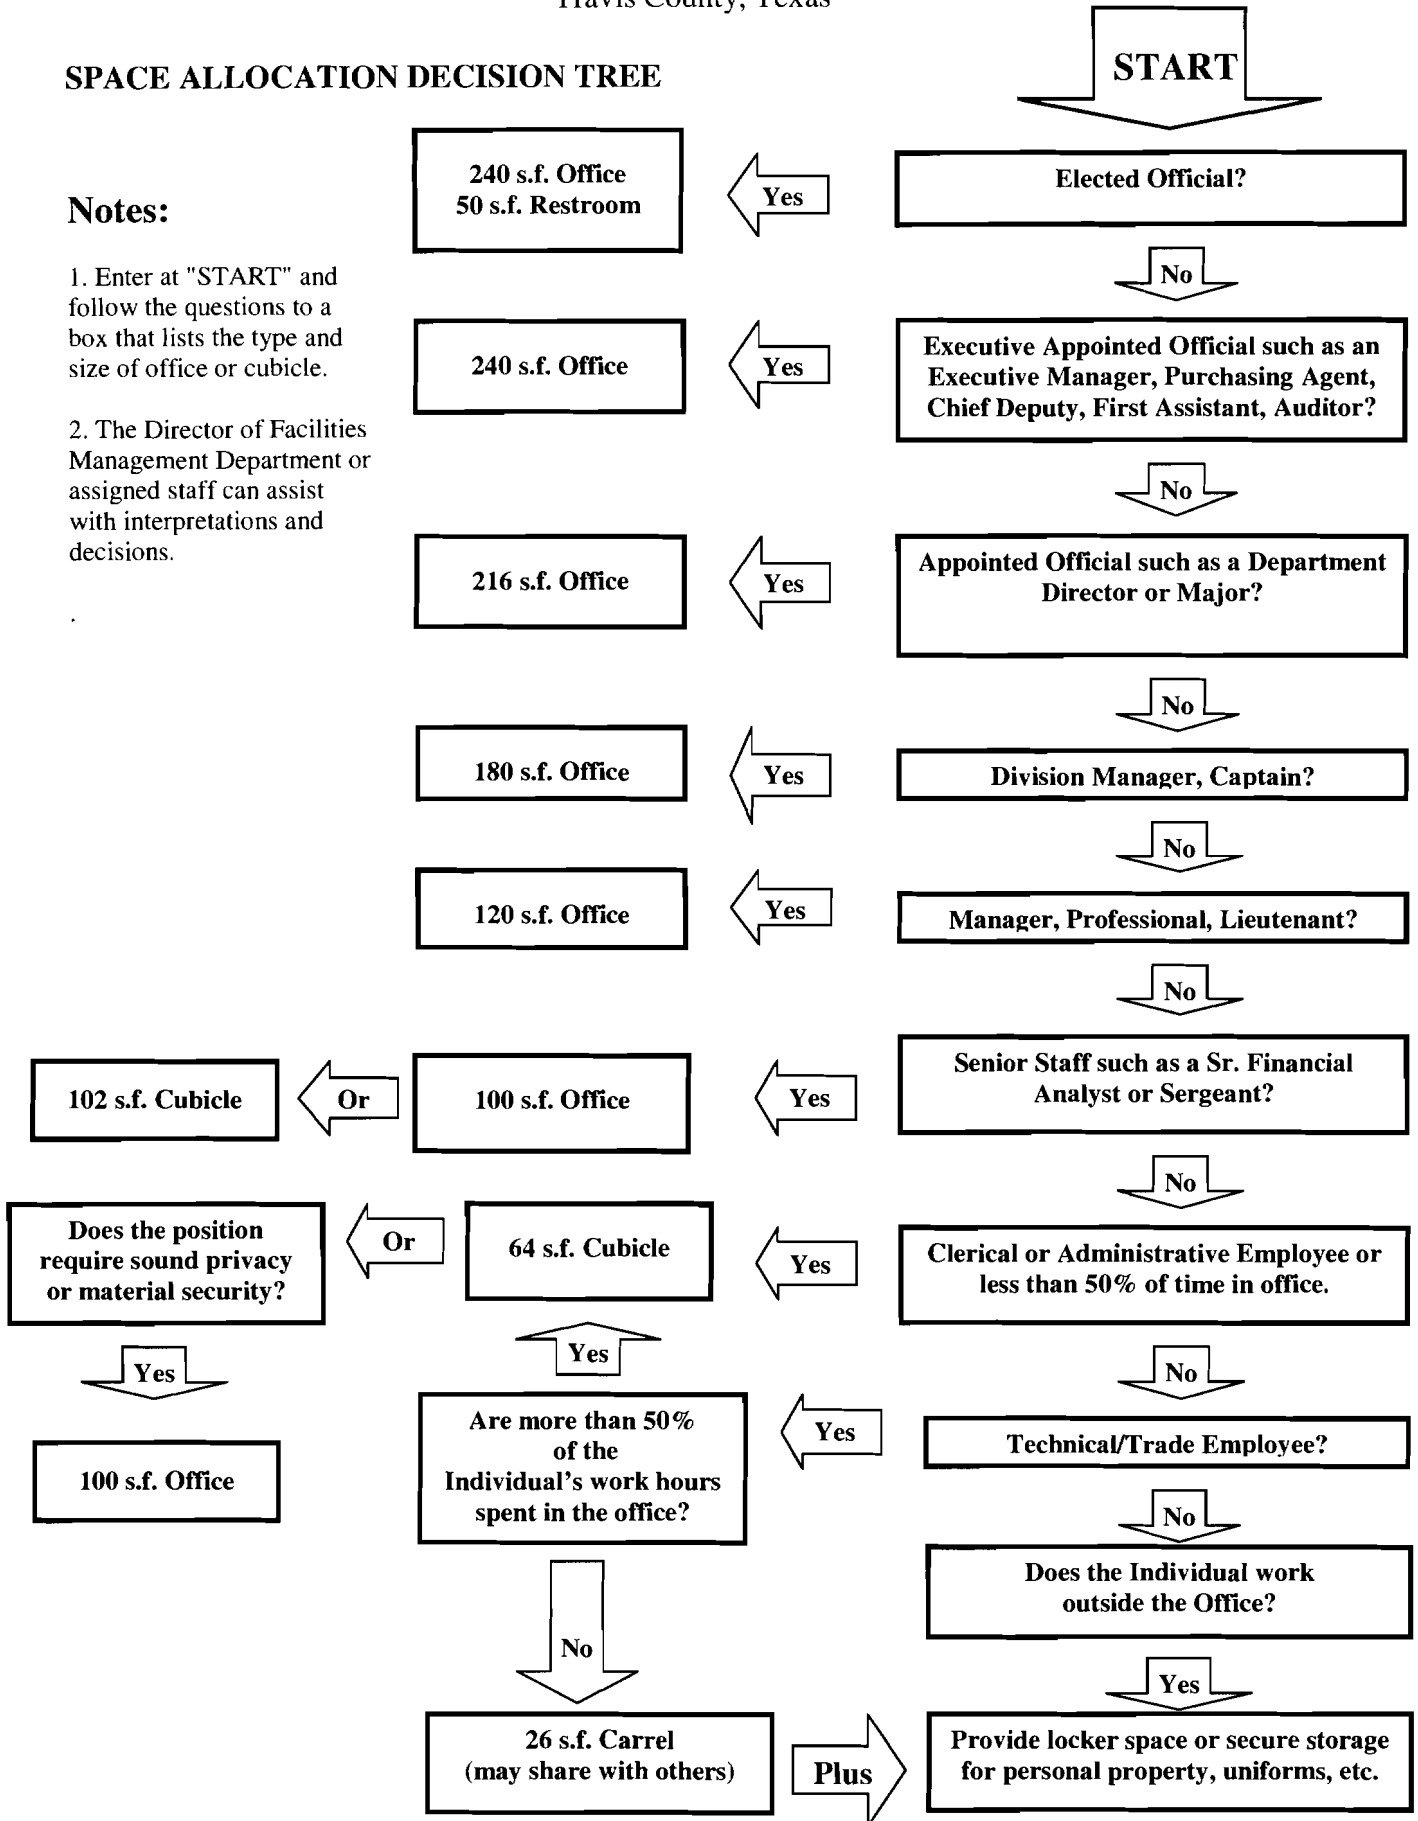 Travis County, Texas
SPACE ALLOCATION DECISION TREE
START
Notes:
1. Enter at "START" and
follow the questions to a
box that lists the type and
size of office or cubicle.
2. The Director of Facilities
Management Department or
assigned staff can assist
with interpretations and
decisions.
Elected Official?
Yes
240 s.f. Office
50 s.f. Restroom
No
Executive Appointed Official such as an
Executive Manager, Purchasing Agent,
Chief Deputy, First Assistant, Auditor?
Yes
240 s.f. Office
No
Appointed Official such as a Department
Director or Major?
Yes
216 s.f. Office
No
Division Manager, Captain?
Yes
180 s.f. Office
No
Manager, Professional, Lieutenant?
Yes
120 s.f. Office
No
Senior Staff such as a Sr. Financial
Analyst or Sergeant?
Yes
100 s.f. Office
Or
102 s.f. Cubicle
No
Clerical or Administrative Employee or
less than 50% of time in office.
Yes
64 s.f. Cubicle
Or
Does the position
require sound privacy
or material security?
Yes
100 s.f. Office
No
Technical/Trade Employee?
Yes
Are more than 50%
of the
Individual's work hours
spent in the office?
Yes
No
26 s.f. Carrel
(may share with others)
Plus
No
Does the Individual work
outside the Office?
Yes
Provide locker space or secure storage
for personal property, uniforms, etc.